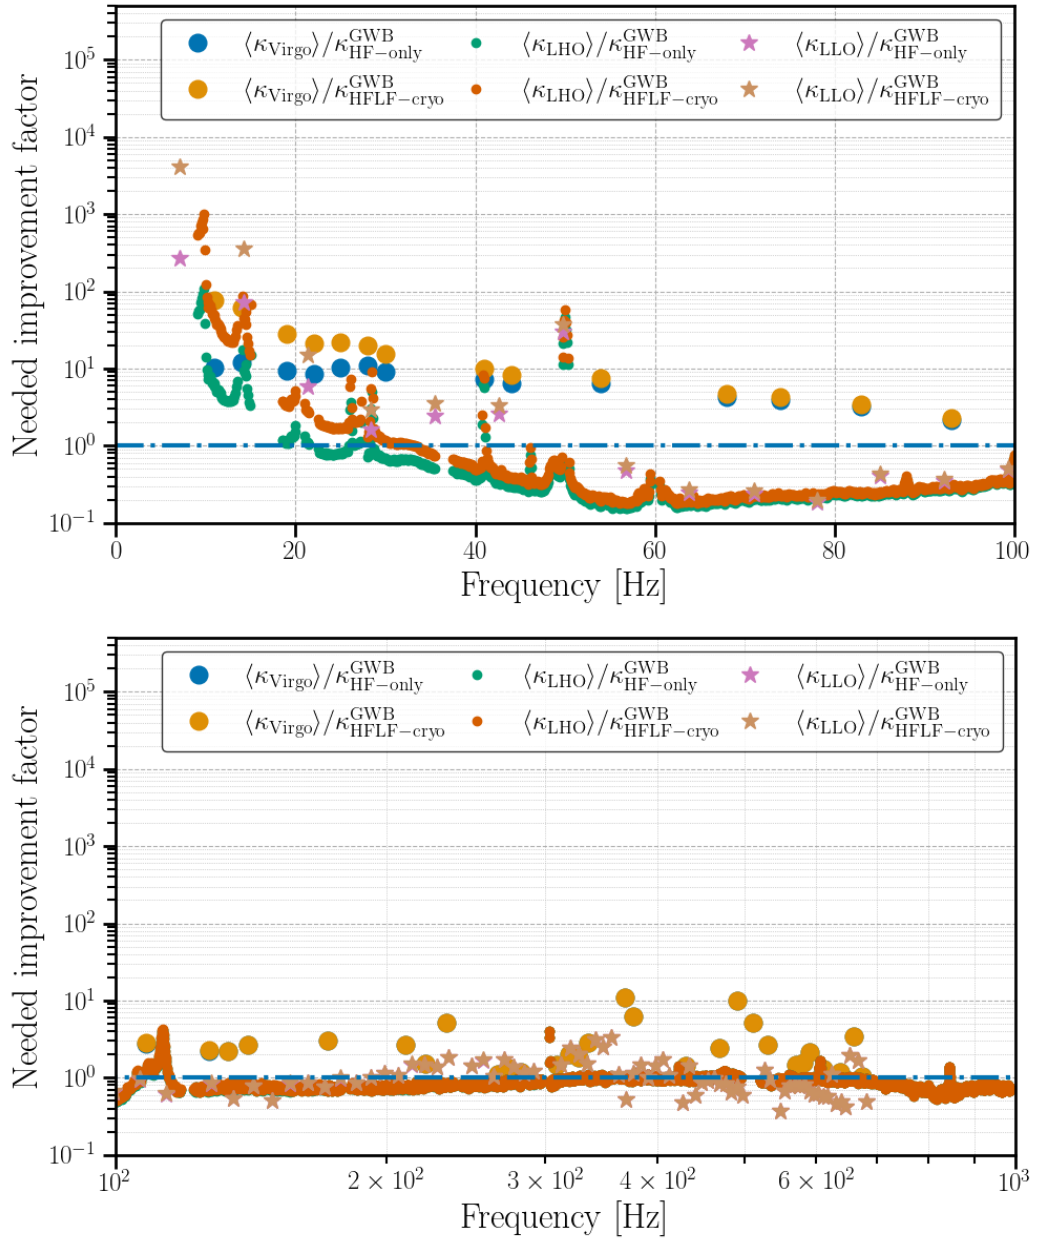 ⟨κ_Virgo⟩/κ^GWB_HF−only ⟨κ_LHO⟩/κ^GWB_HF−only ⟨κ_LLO⟩/κ^GWB_HF−only
⟨κ_Virgo⟩/κ^GWB_HFLF−cryo ⟨κ_LHO⟩/κ^GWB_HFLF−cryo ⟨κ_LLO⟩/κ^GWB_HFLF−cryo
Needed improvement factor
10^5
10^4
10^3
10^2
10^1
10^0
10^−1
0 20 40 60 80 100
Frequency [Hz]
⟨κ_Virgo⟩/κ^GWB_HF−only ⟨κ_LHO⟩/κ^GWB_HF−only ⟨κ_LLO⟩/κ^GWB_HF−only
⟨κ_Virgo⟩/κ^GWB_HFLF−cryo ⟨κ_LHO⟩/κ^GWB_HFLF−cryo ⟨κ_LLO⟩/κ^GWB_HFLF−cryo
Needed improvement factor
10^5
10^4
10^3
10^2
10^1
10^0
10^−1
10^2 2 × 10^2 3 × 10^2 4 × 10^2 6 × 10^2 10^3
Frequency [Hz]